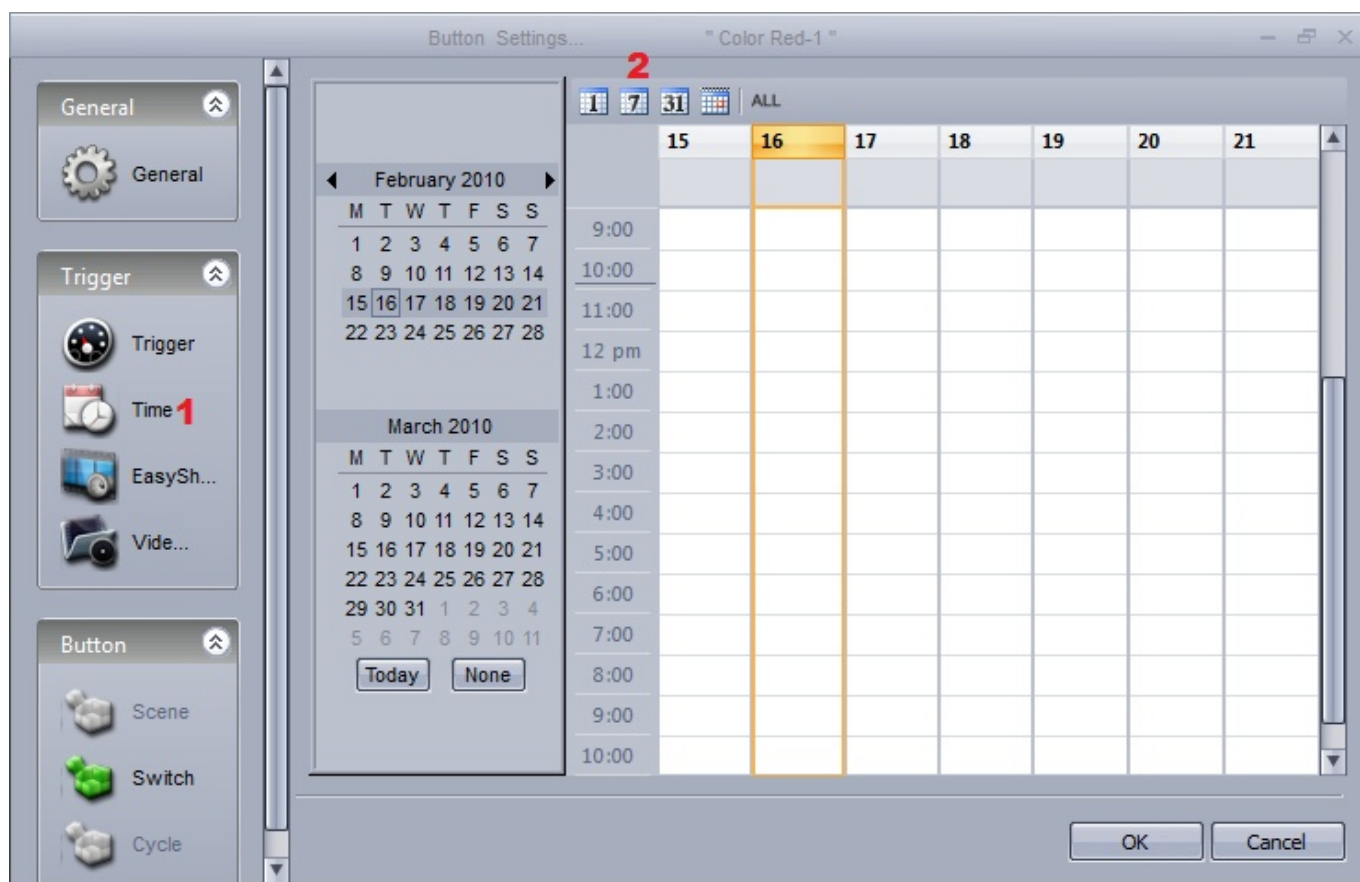 Button Settings... " Color Red-1 "
General
General
Trigger
Trigger
Time 1
EasySh...
Vide...
Button
Scene
Switch
Cycle
February 2010
M T W T F S S
1 2 3 4 5 6 7
8 9 10 11 12 13 14
15 16 17 18 19 20 21
22 23 24 25 26 27 28
March 2010
M T W T F S S
1 2 3 4 5 6 7
8 9 10 11 12 13 14
15 16 17 18 19 20 21
22 23 24 25 26 27 28
29 30 31 1 2 3 4
5 6 7 8 9 10 11
Today None
2
1 7 31 ALL
15 16 17 18 19 20 21
9:00
10:00
11:00
12 pm
1:00
2:00
3:00
4:00
5:00
6:00
7:00
8:00
9:00
10:00
OK Cancel